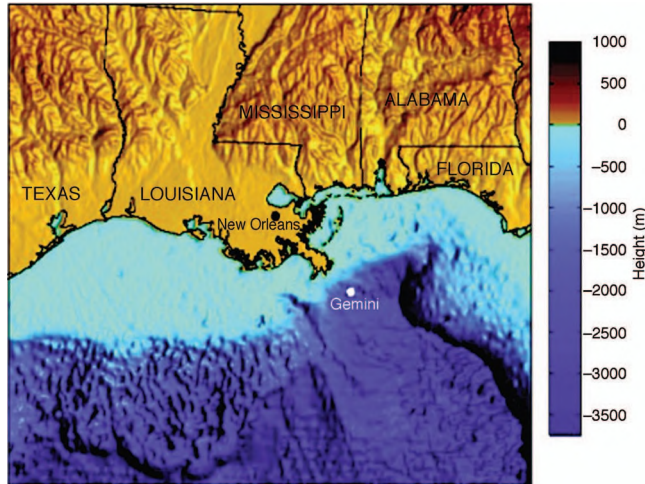 MISSISSIPPI
ALABAMA
FLORIDA
TEXAS
LOUISIANA
New Orleans
Gemini
1000
500
0
−500
−1000
−1500
−2000
−2500
−3000
−3500
Height (m)